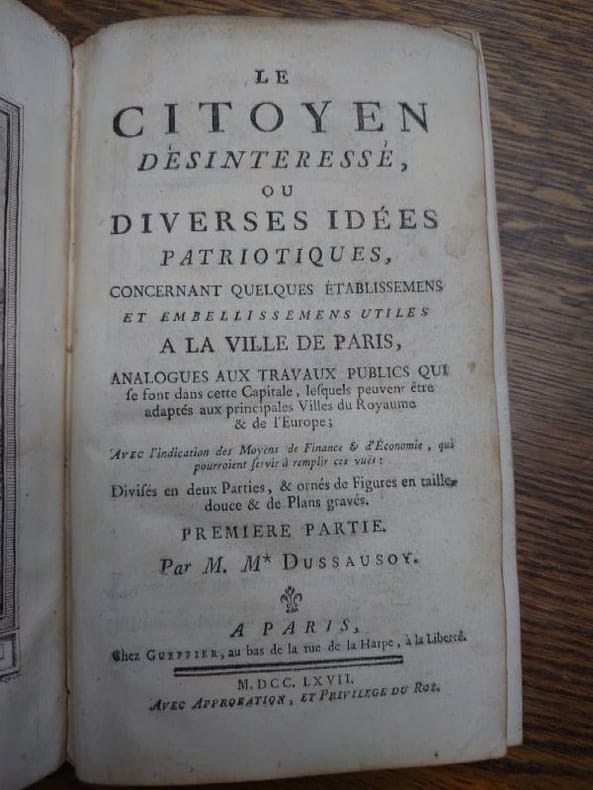 LE
CITOYEN
DÉSINTERESSÉ,
OU
DIVERSES IDÉES
PATRIOTIQUES,
CONCERNANT QUELQUES ÉTABLISSEMENS
ET EMBELLISSEMENS UTILES
A LA VILLE DE PARIS,
ANALOGUES AUX TRAVAUX PUBLICS QUI
ſe font dans cette Capitale, leſquels peuvent être
adaptés aux principales Villes du Royaume
& de l'Europe;
AVEC l'indication des Moyens de Finance & d'Économie, qui
pourroient ſervir à remplir ces vuës:
Diviſés en deux Parties, & ornés de Figures en taille-
douce & de Plans gravés.
PREMIERE PARTIE.
Par M. M* DUSSAUSOY.
A PARIS,
Chez GUEFFIER, au bas de la rue de la Harpe, à la Liberté.
M. DCC. LXVII.
AVEC APPROBATION, ET PRIVILEGE DU ROI.